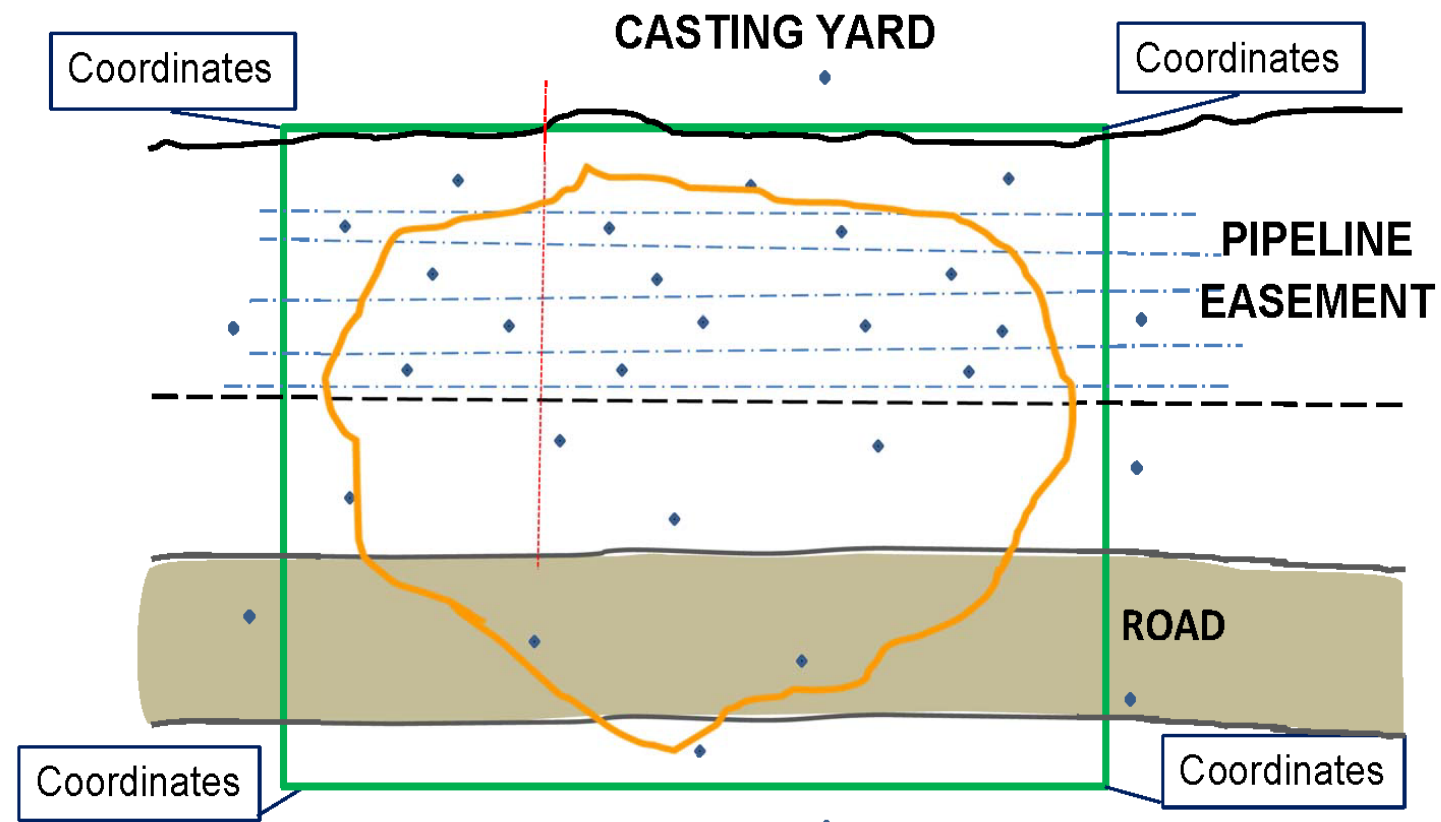 CASTING YARD
Coordinates
Coordinates
PIPELINE
EASEMENT
ROAD
Coordinates
Coordinates